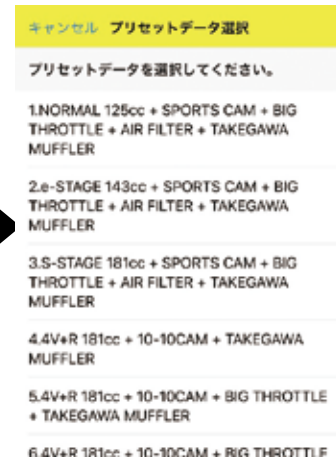 キャンセル プリセットデータ選択
プリセットデータを選択してください。
1.NORMAL 125cc + SPORTS CAM + BIG
THROTTLE + AIR FILTER + TAKEGAWA
MUFFLER
2.e-STAGE 143cc + SPORTS CAM + BIG
THROTTLE + AIR FILTER + TAKEGAWA
MUFFLER
3.S-STAGE 181cc + SPORTS CAM + BIG
THROTTLE + AIR FILTER + TAKEGAWA
MUFFLER
4.4V+R 181cc + 10-10CAM + TAKEGAWA
MUFFLER
5.4V+R 181cc + 10-10CAM + BIG THROTTLE
+ TAKEGAWA MUFFLER
6.4V+R 181cc + 10-10CAM + BIG THROTTLE